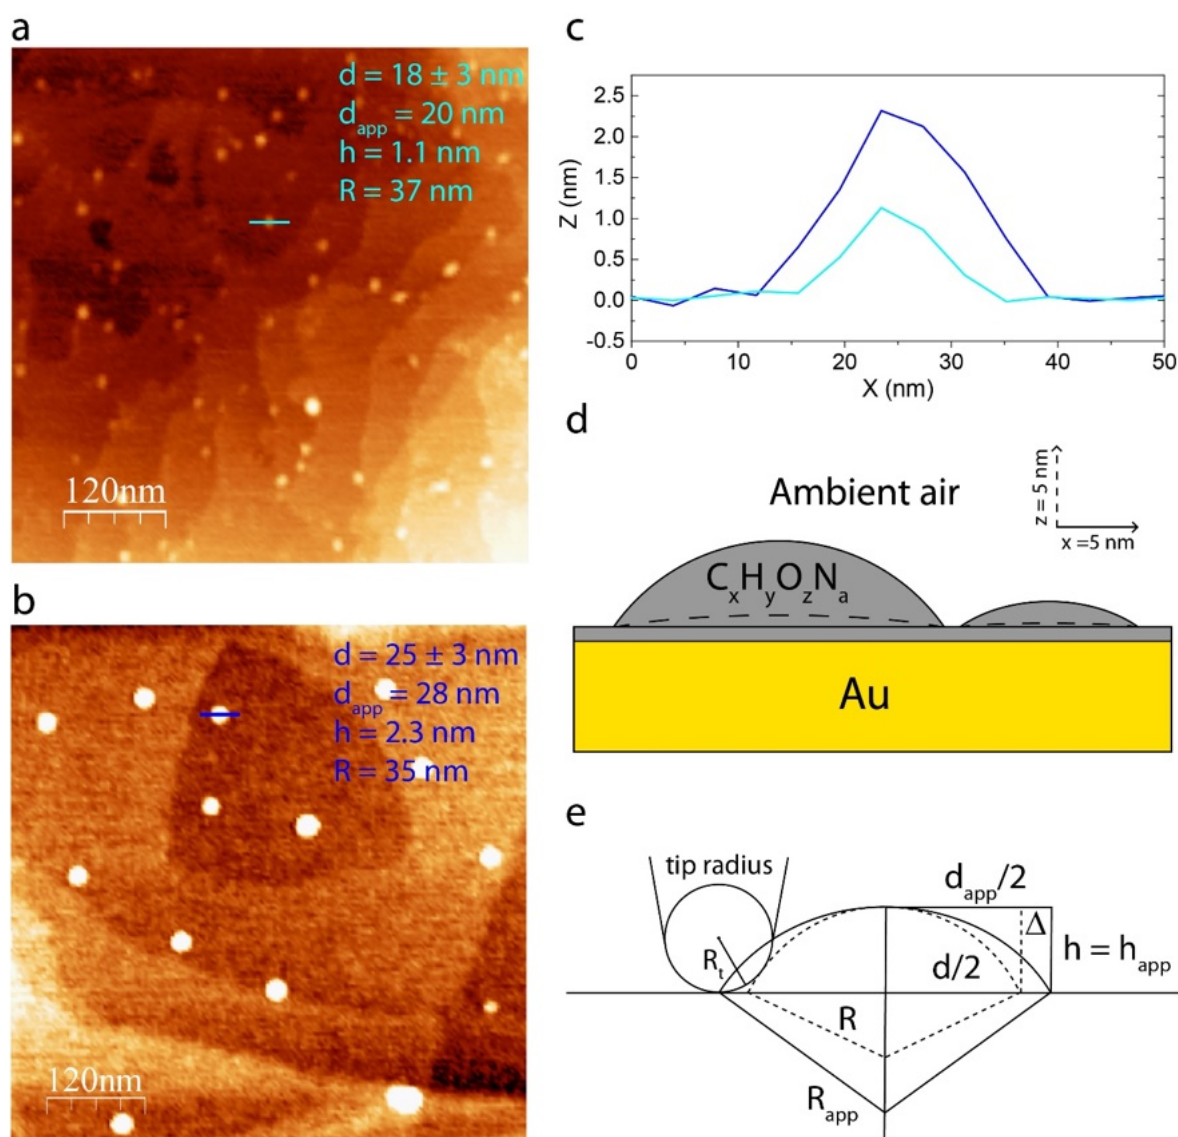 a
d = 18 ± 3 nm
d_app = 20 nm
h = 1.1 nm
R = 37 nm
120nm
b
d = 25 ± 3 nm
d_app = 28 nm
h = 2.3 nm
R = 35 nm
120nm
c
Z (nm)
2.5
2.0
1.5
1.0
0.5
0.0
-0.5
0 10 20 30 40 50
X (nm)
d
Ambient air
z = 5 nm
x =5 nm
C_xH_yO_zN_a
Au
e
tip radius
d_app/2
Δ
h = h_app
R_t
d/2
R
R_app